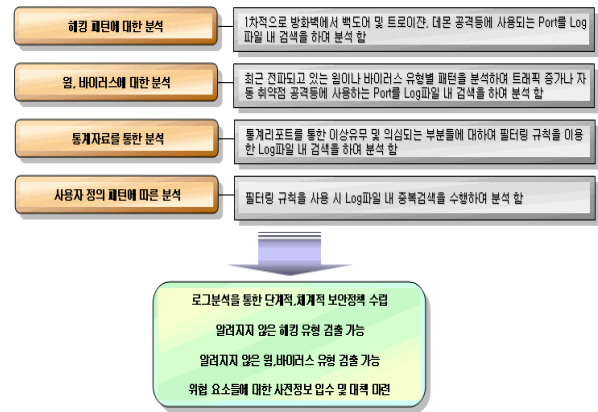 해킹 패턴에 대한 분석
1차적으로 방화벽에서 백도어 및 트로이쟌, 데몬 공격등에 사용되는 Port를 Log
파일 내 검색을 하여 분석 함
웜, 바이러스에 대한 분석
최근 전파되고 있는 웜이나 바이러스 유형별 패턴을 분석하여 트래픽 증가나 자
동 취약점 공격등에 사용하는 Port를 Log파일 내 검색을 하여 분석 함
통계자료를 통한 분석
통계리포트를 통한 이상유무 및 의심되는 부분들에 대하여 필터링 규칙을 이용
한 Log파일 내 검색을 하여 분석 함
사용자 정의 패턴에 따른 분석
필터링 규칙을 사용 시 Log파일 내 중복검색을 수행하여 분석 함
로그분석을 통한 단계적,체계적 보안정책 수립
알려지지 않은 해킹 유형 검출 가능
알려지지 않은 웜,바이러스 유형 검출 가능
위협 요소들에 대한 사전정보 입수 및 대책 마련